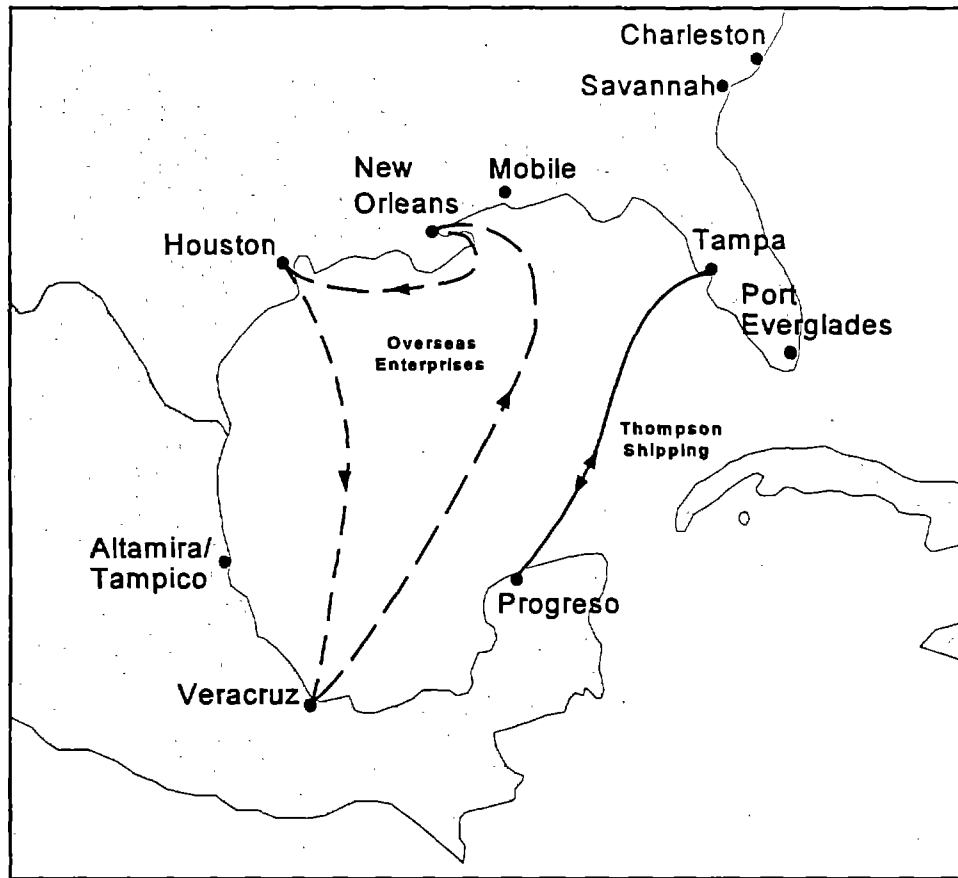 Charleston
Savannah
New
Orleans
Mobile
Houston
Tampa
Port
Everglades
Overseas
Enterprises
Thompson
Shipping
Altamira/
Tampico
Progreso
Veracruz